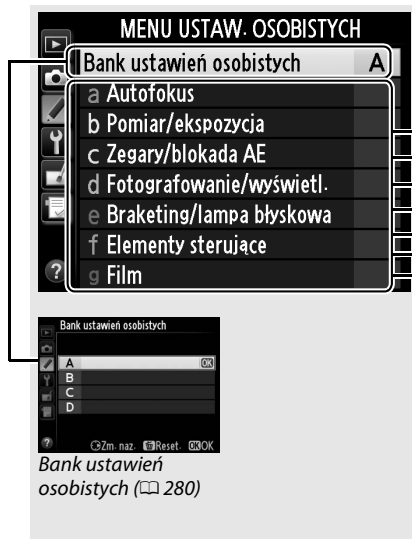 MENU USTAW. OSOBISTYCH
Bank ustawień osobistych A
a Autofokus
b Pomiar/ekspozycja
c Zegary/blokada AE
d Fotografowanie/wyświetl.
e Braketing/lampa błyskowa
f Elementy sterujące
g Film
?
Bank ustawień osobistych
A OK
B
C
D
? Zm. naz. Reset. OK OK
Bank ustawień
osobistych (280)